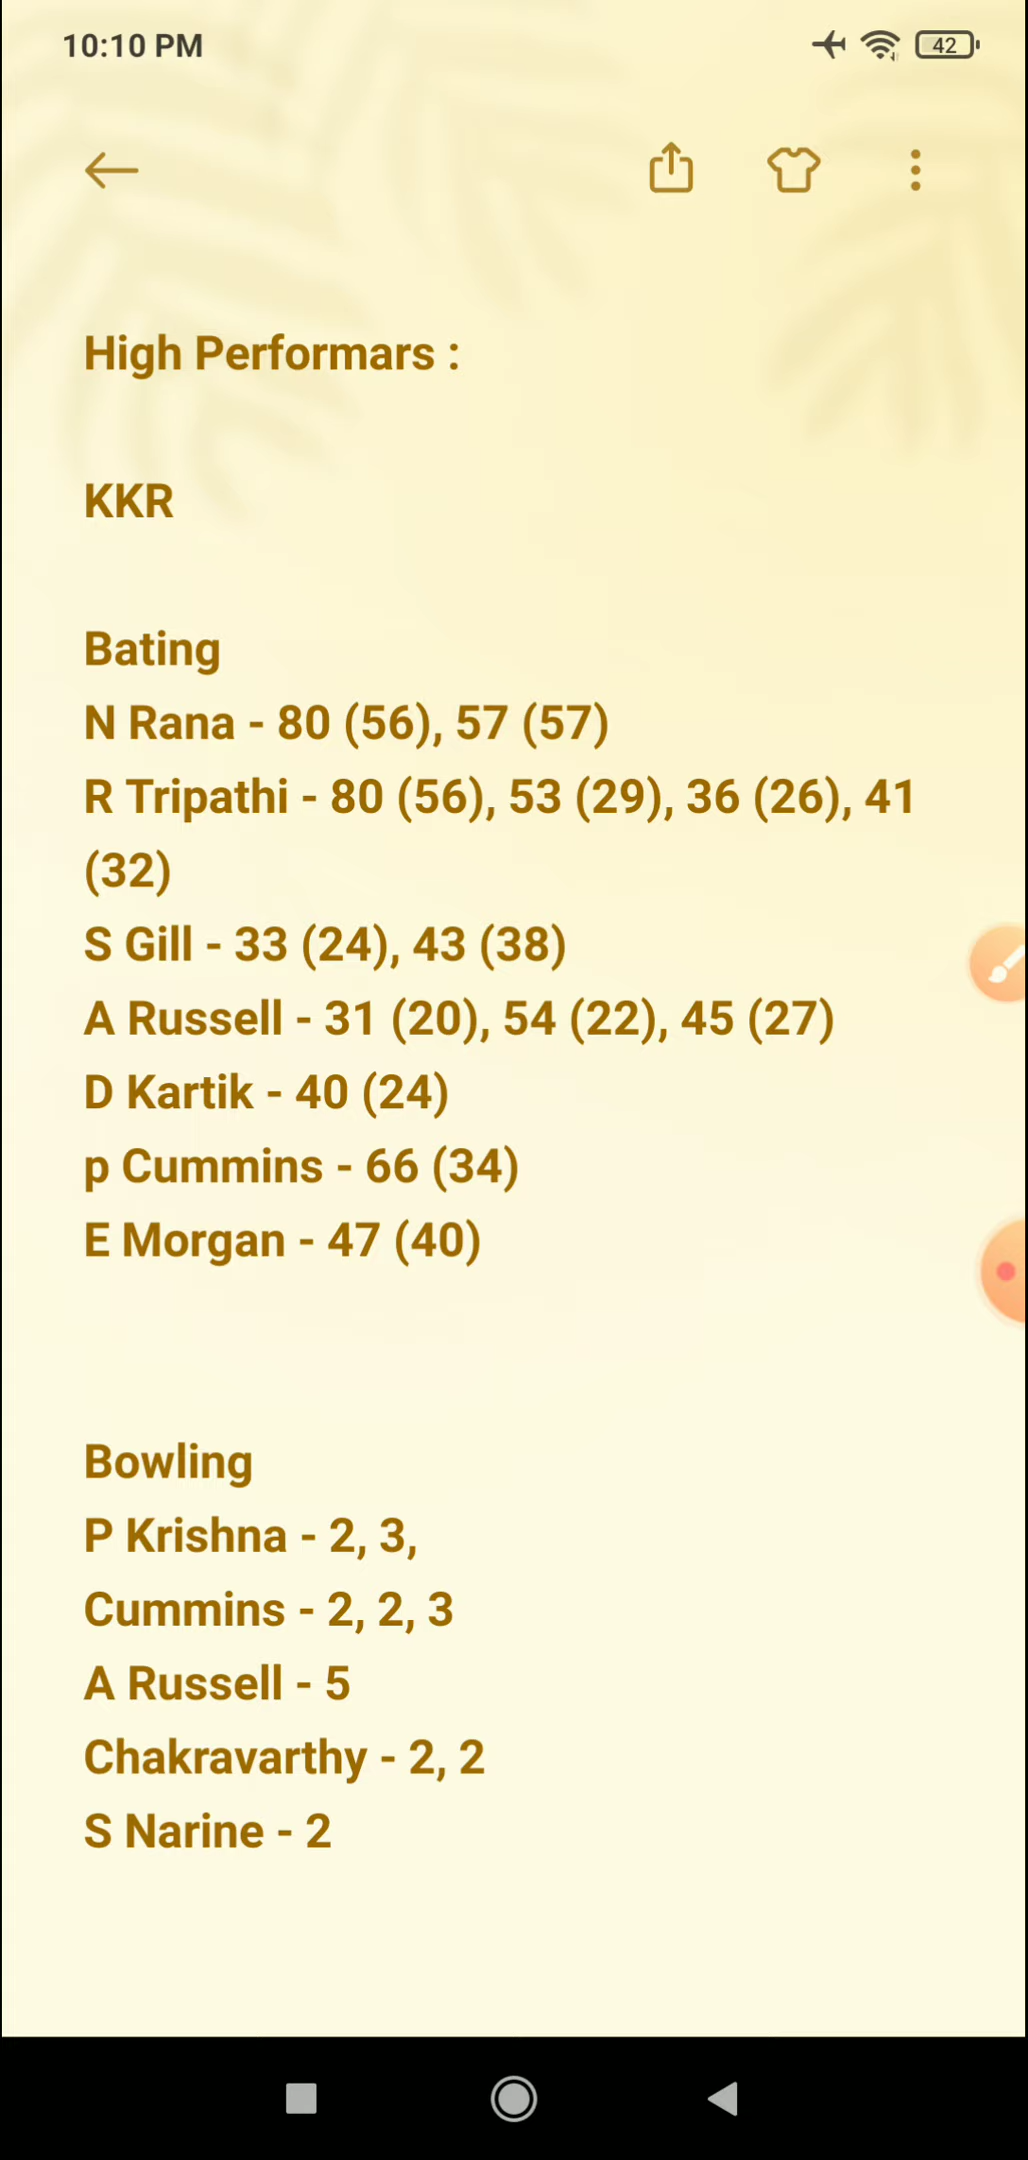 10:10 PM
42
High Performars :
KKR
Bating
N Rana - 80 (56), 57 (57)
R Tripathi - 80 (56), 53 (29), 36 (26), 41
(32)
S Gill - 33 (24), 43 (38)
A Russell - 31 (20), 54 (22), 45 (27)
D Kartik - 40 (24)
p Cummins - 66 (34)
E Morgan - 47 (40)
Bowling
P Krishna - 2, 3,
Cummins - 2, 2, 3
A Russell - 5
Chakravarthy - 2, 2
S Narine - 2